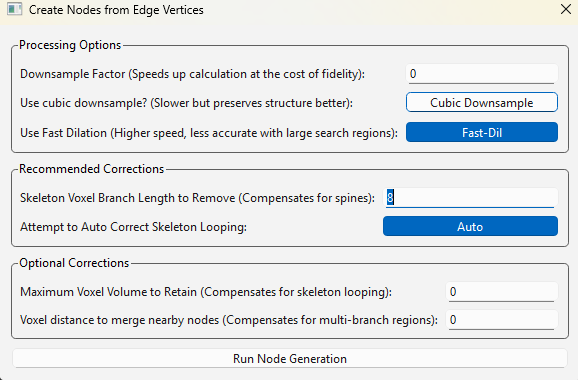 Create Nodes from Edge Vertices
Processing Options
Downsample Factor (Speeds up calculation at the cost of fidelity): 0
Use cubic downsample? (Slower but preserves structure better): Cubic Downsample
Use Fast Dilation (Higher speed, less accurate with large search regions): Fast-Dil
Recommended Corrections
Skeleton Voxel Branch Length to Remove (Compensates for spines): 8
Attempt to Auto Correct Skeleton Looping: Auto
Optional Corrections
Maximum Voxel Volume to Retain (Compensates for skeleton looping): 0
Voxel distance to merge nearby nodes (Compensates for multi-branch regions): 0
Run Node Generation